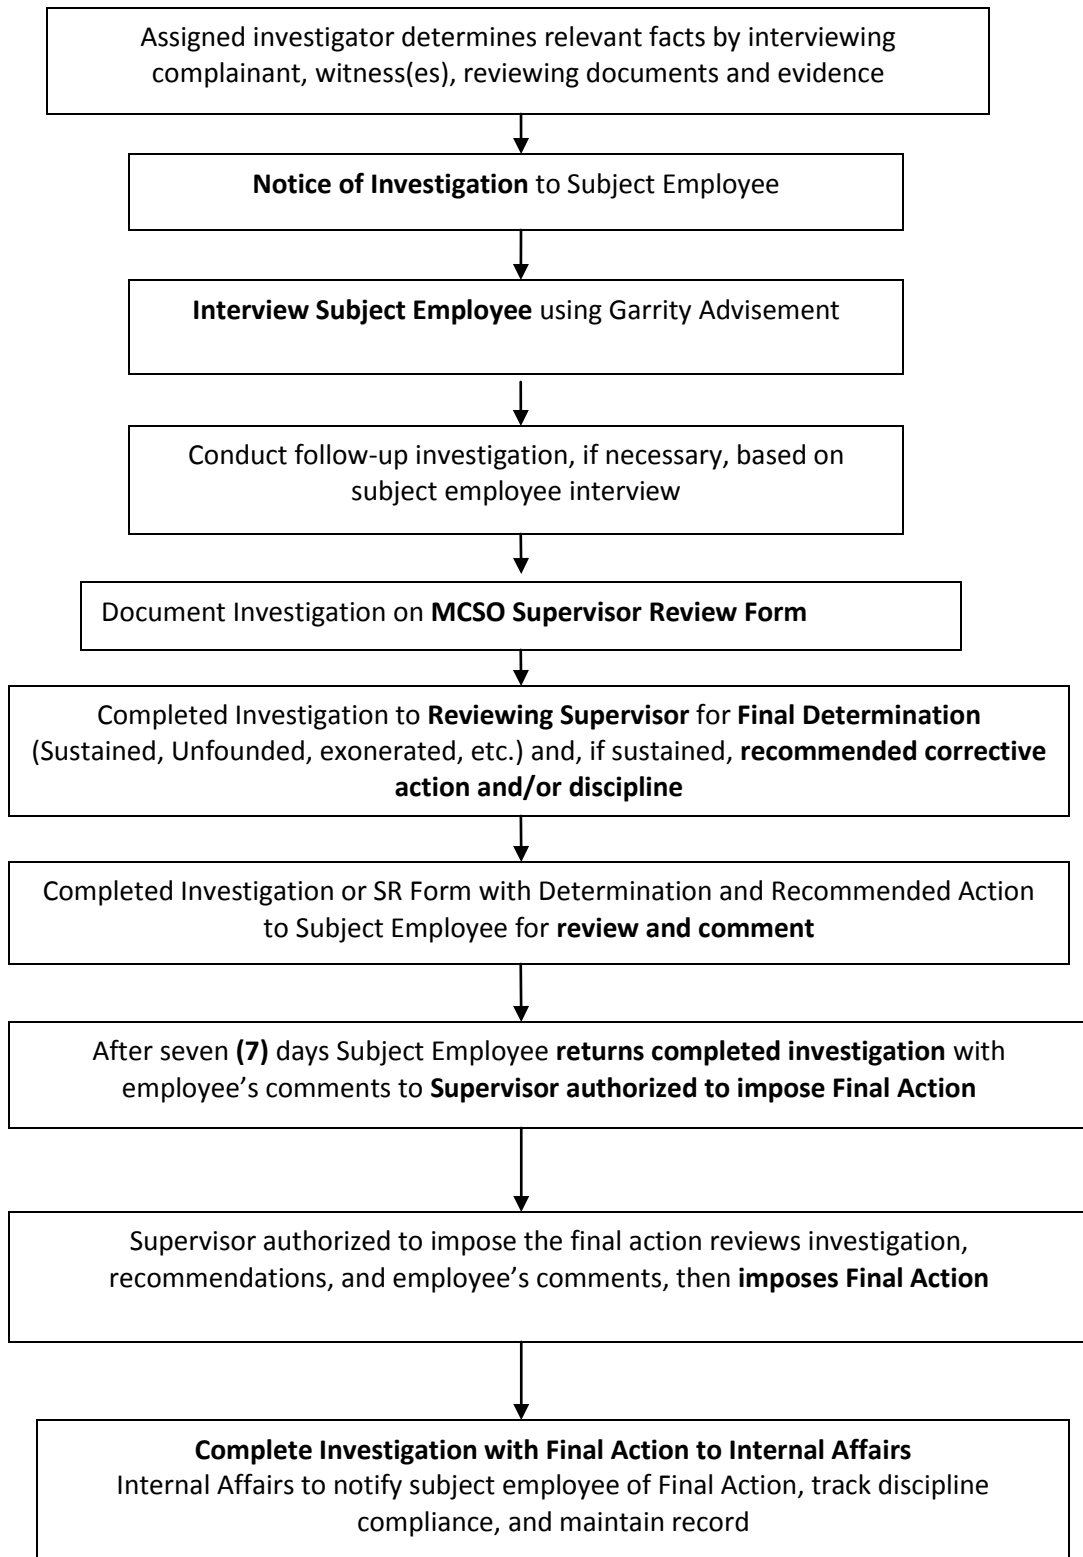 Assigned investigator determines relevant facts by interviewing
complainant, witness(es), reviewing documents and evidence
Notice of Investigation to Subject Employee
Interview Subject Employee using Garrity Advisement
Conduct follow-up investigation, if necessary, based on
subject employee interview
Document Investigation on MCSO Supervisor Review Form
Completed Investigation to Reviewing Supervisor for Final Determination
(Sustained, Unfounded, exonerated, etc.) and, if sustained, recommended corrective
action and/or discipline
Completed Investigation or SR Form with Determination and Recommended Action
to Subject Employee for review and comment
After seven (7) days Subject Employee returns completed investigation with
employee’s comments to Supervisor authorized to impose Final Action
Supervisor authorized to impose the final action reviews investigation,
recommendations, and employee’s comments, then imposes Final Action
Complete Investigation with Final Action to Internal Affairs
Internal Affairs to notify subject employee of Final Action, track discipline
compliance, and maintain record